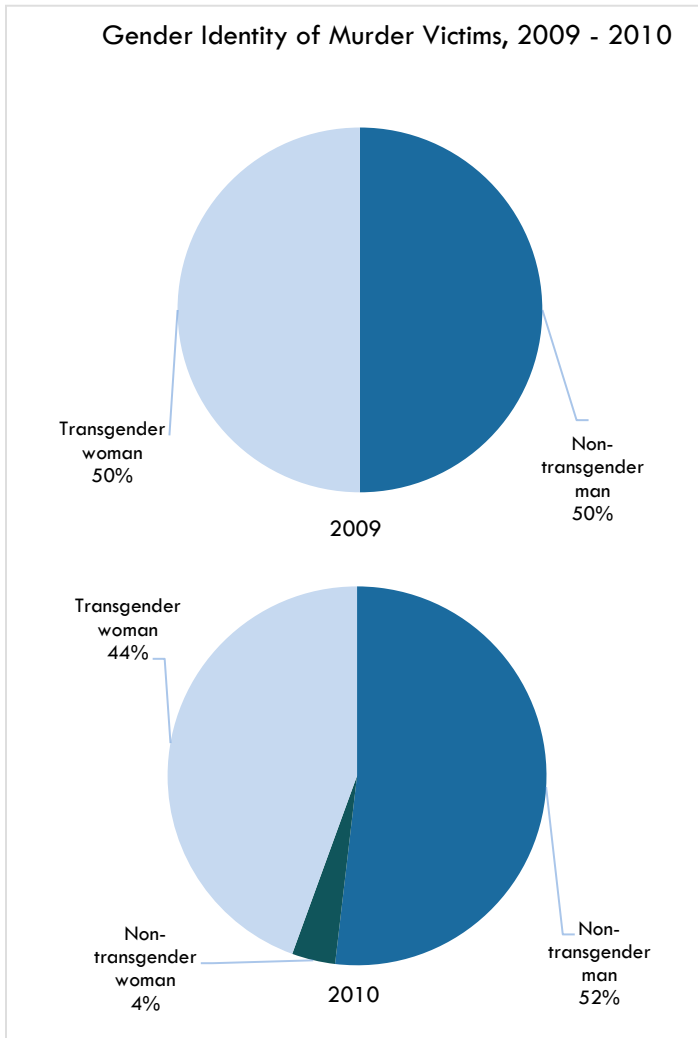 Gender Identity of Murder Victims, 2009 - 2010
Transgender
woman
50%
Non-
transgender
man
50%
2009
Transgender
woman
44%
Non-
transgender
woman
4%
Non-
transgender
man
52%
2010